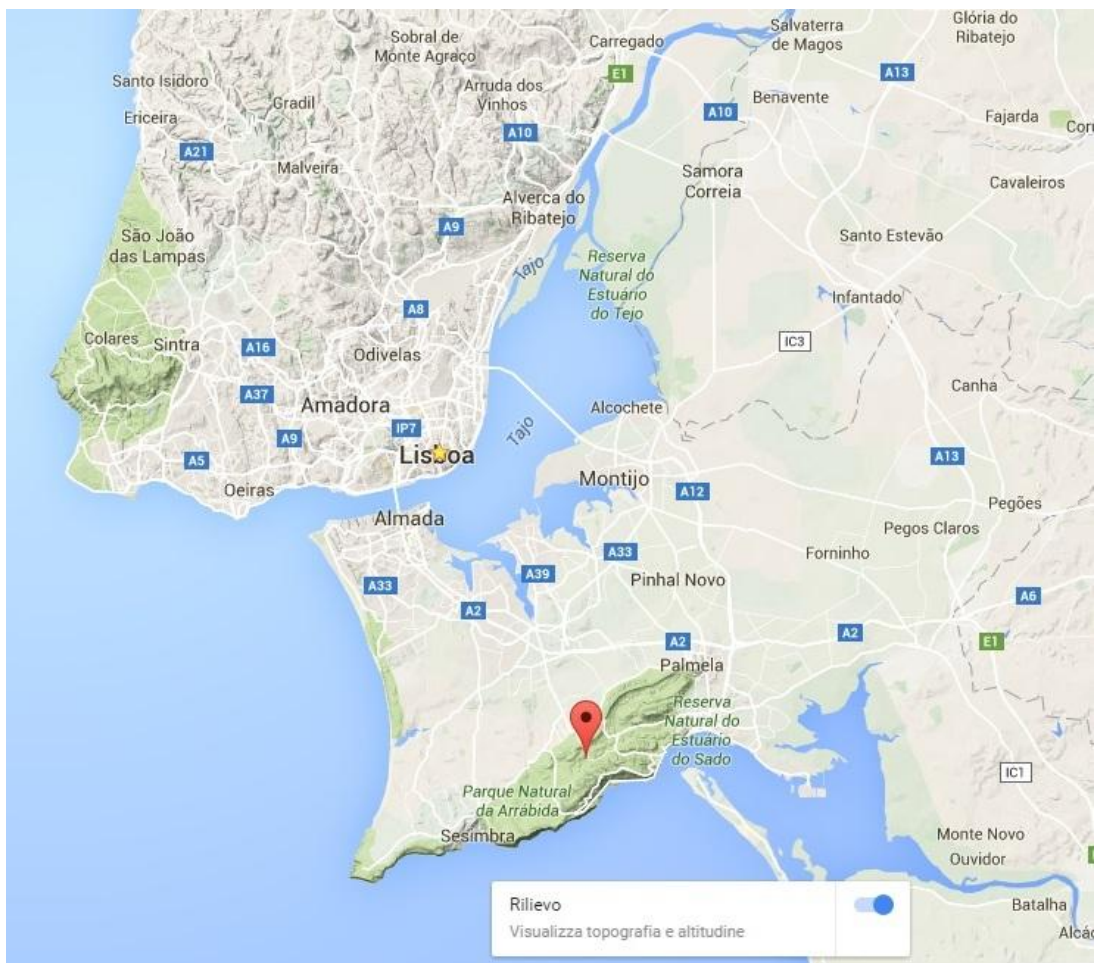 Salvaterra
de Magos
Glória do
Ribatejo
Sobral de
Monte Agraço
Carregado
Santo Isidoro
E1
A13
Arruda dos
Vinhos
Gradil
Benavente
Ericeira
A10
A10
Fajarda
A21
Malveira
Samora
Correia
Cavaleiros
Alverca do
Ribatejo
A9
São João
das Lampas
Santo Estevão
Tajo
Reserva
Natural do
Estuário
do Tejo
Infantado
A8
Colares
Sintra
A16
Odivelas
IC3
A37
Canha
Amadora
Alcochete
Tajo
IP7
A9
Lisboa
A5
A13
Oeiras
Montijo
A12
Pegões
Almada
Pegos Claros
A33
Forninho
A33
A39
Pinhal Novo
A2
A6
A2
A2
E1
Palmela
Reserva
Natural do
Estuário
do Sado
IC1
Parque Natural
da Arrábida
Sesimbra
Monte Novo
Ouvidor
Rilievo
Visualizza topografia e altitudine
Batalha